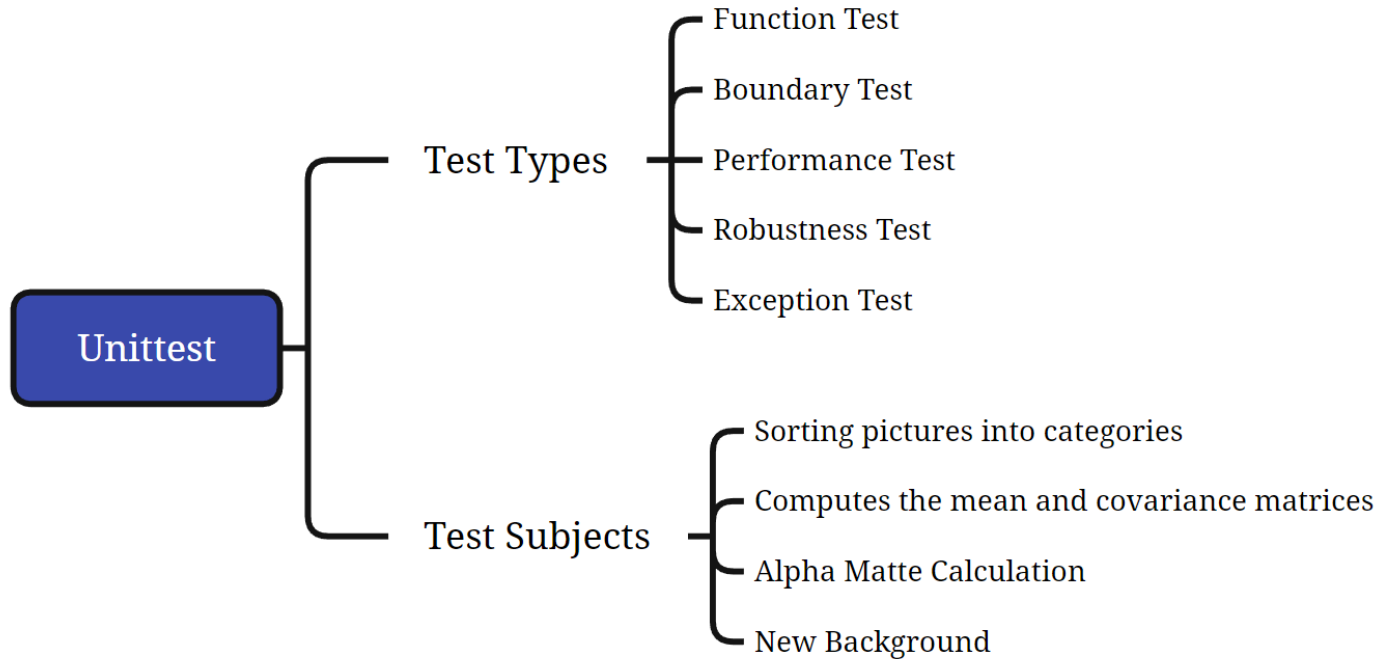 Unittest
Test Types
Function Test
Boundary Test
Performance Test
Robustness Test
Exception Test
Test Subjects
Sorting pictures into categories
Computes the mean and covariance matrices
Alpha Matte Calculation
New Background